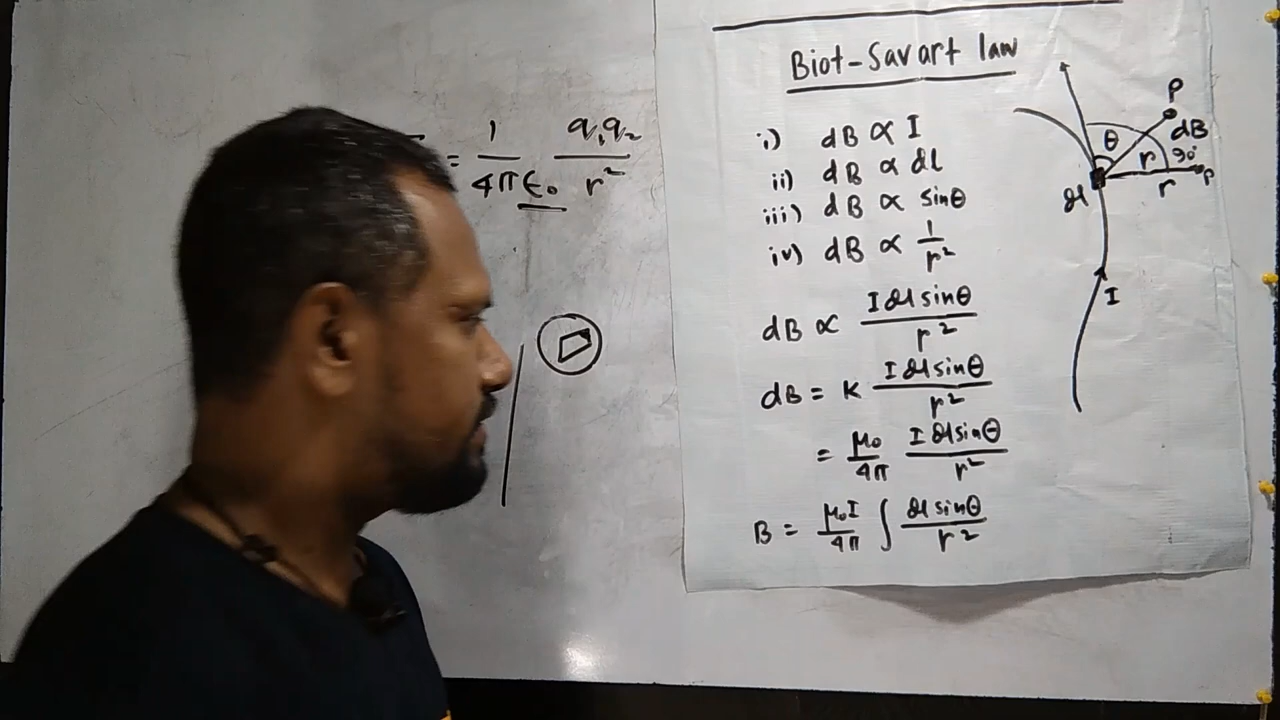 = 1/4πϵ₀ q₁q₂/r²
Biot-Savart law
i) dB ∝ I
ii) dB ∝ dl
iii) dB ∝ sinθ
iv) dB ∝ 1/r²
dB ∝ I dl sinθ/r²
dB = K I dl sinθ/r²
= μ₀/4π I dl sinθ/r²
B = μ₀I/4π ∫ dl sinθ/r²
P
dB
θ
r
90°
P
r
dl
I